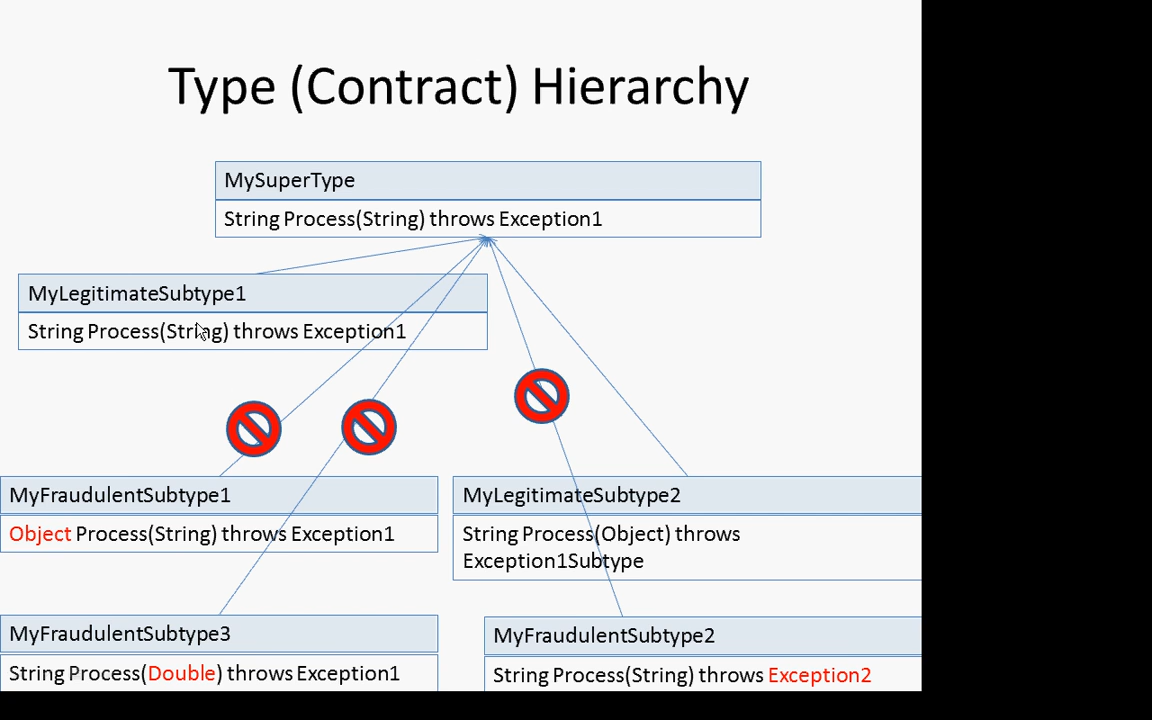 Type (Contract) Hierarchy
MySuperType
String Process(String) throws Exception1
MyLegitimateSubtype1
String Process(String) throws Exception1
MyFraudulentSubtype1
Object Process(String) throws Exception1
MyLegitimateSubtype2
String Process(Object) throws
Exception1Subtype
MyFraudulentSubtype3
String Process(Double) throws Exception1
MyFraudulentSubtype2
String Process(String) throws Exception2